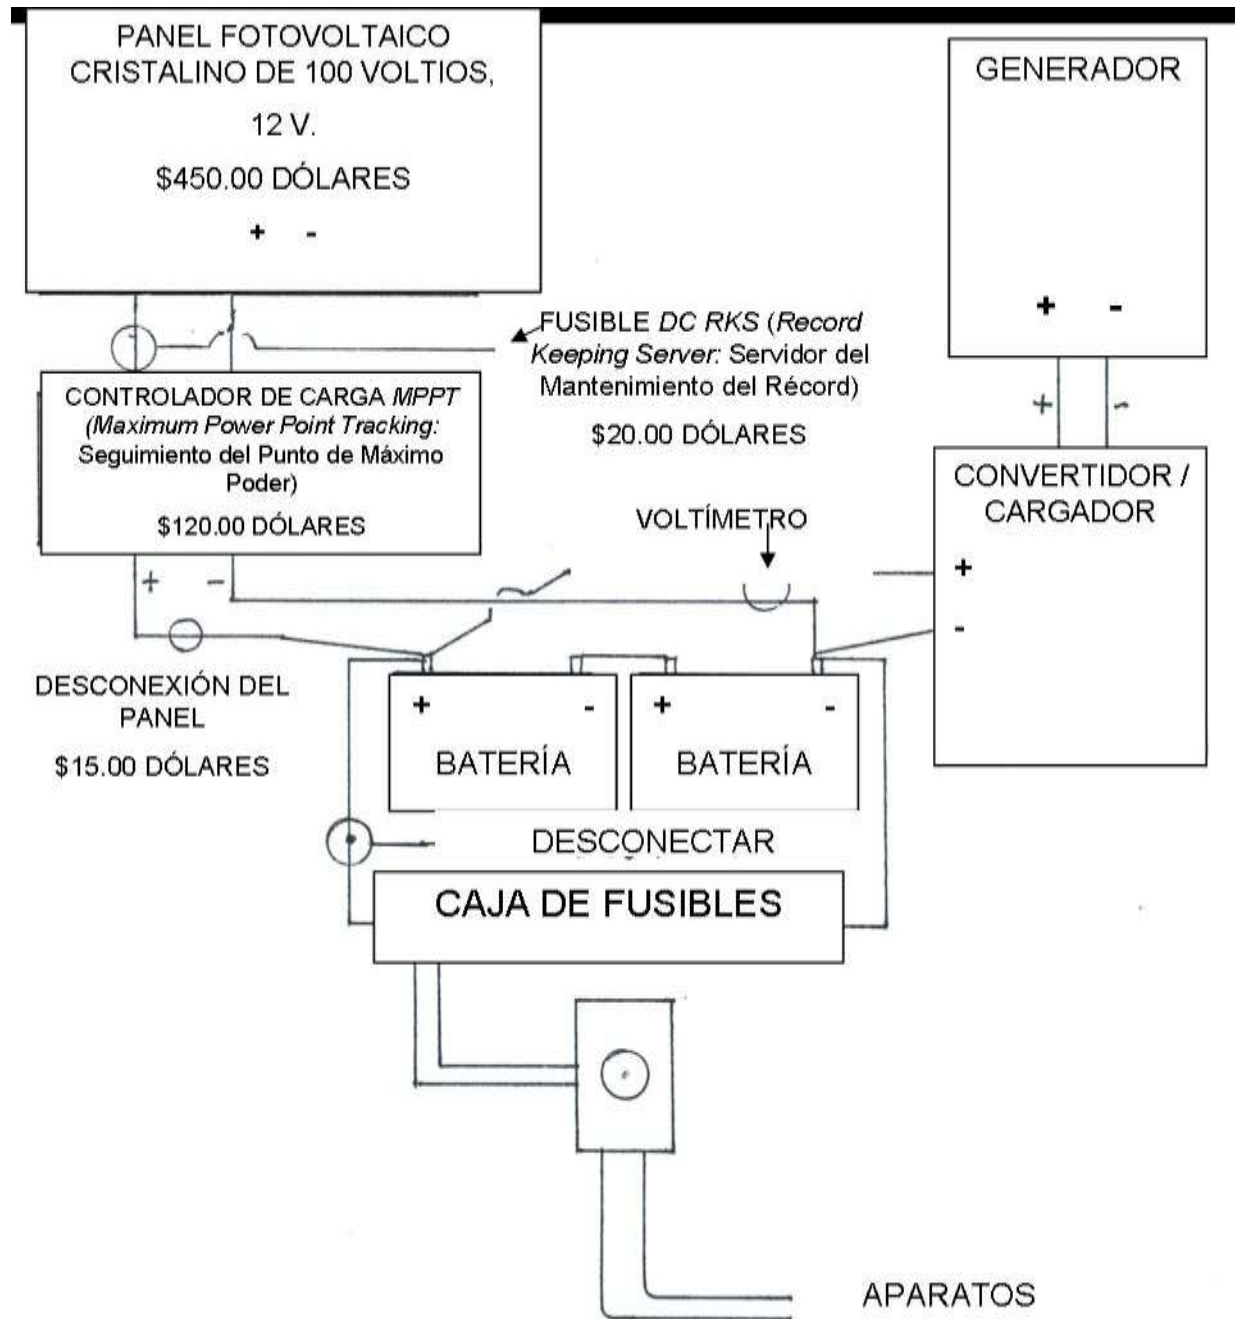 PANEL FOTOVOLTAICO
CRISTALINO DE 100 VOLTIOS,
12 V.
$450.00 DÓLARES
+ -
GENERADOR
+ -
+ -
FUSIBLE DC RKS (Record
Keeping Server: Servidor del
Mantenimiento del Récord)
$20.00 DÓLARES
CONTROLADOR DE CARGA MPPT
(Maximum Power Point Tracking:
Seguimiento del Punto de Máximo
Poder)
$120.00 DÓLARES
+ -
VOLTÍMETRO
CONVERTIDOR /
CARGADOR
+
-
DESCONEXIÓN DEL
PANEL
$15.00 DÓLARES
+ -
BATERÍA
+ -
BATERÍA
DESCONECTAR
CAJA DE FUSIBLES
APARATOS